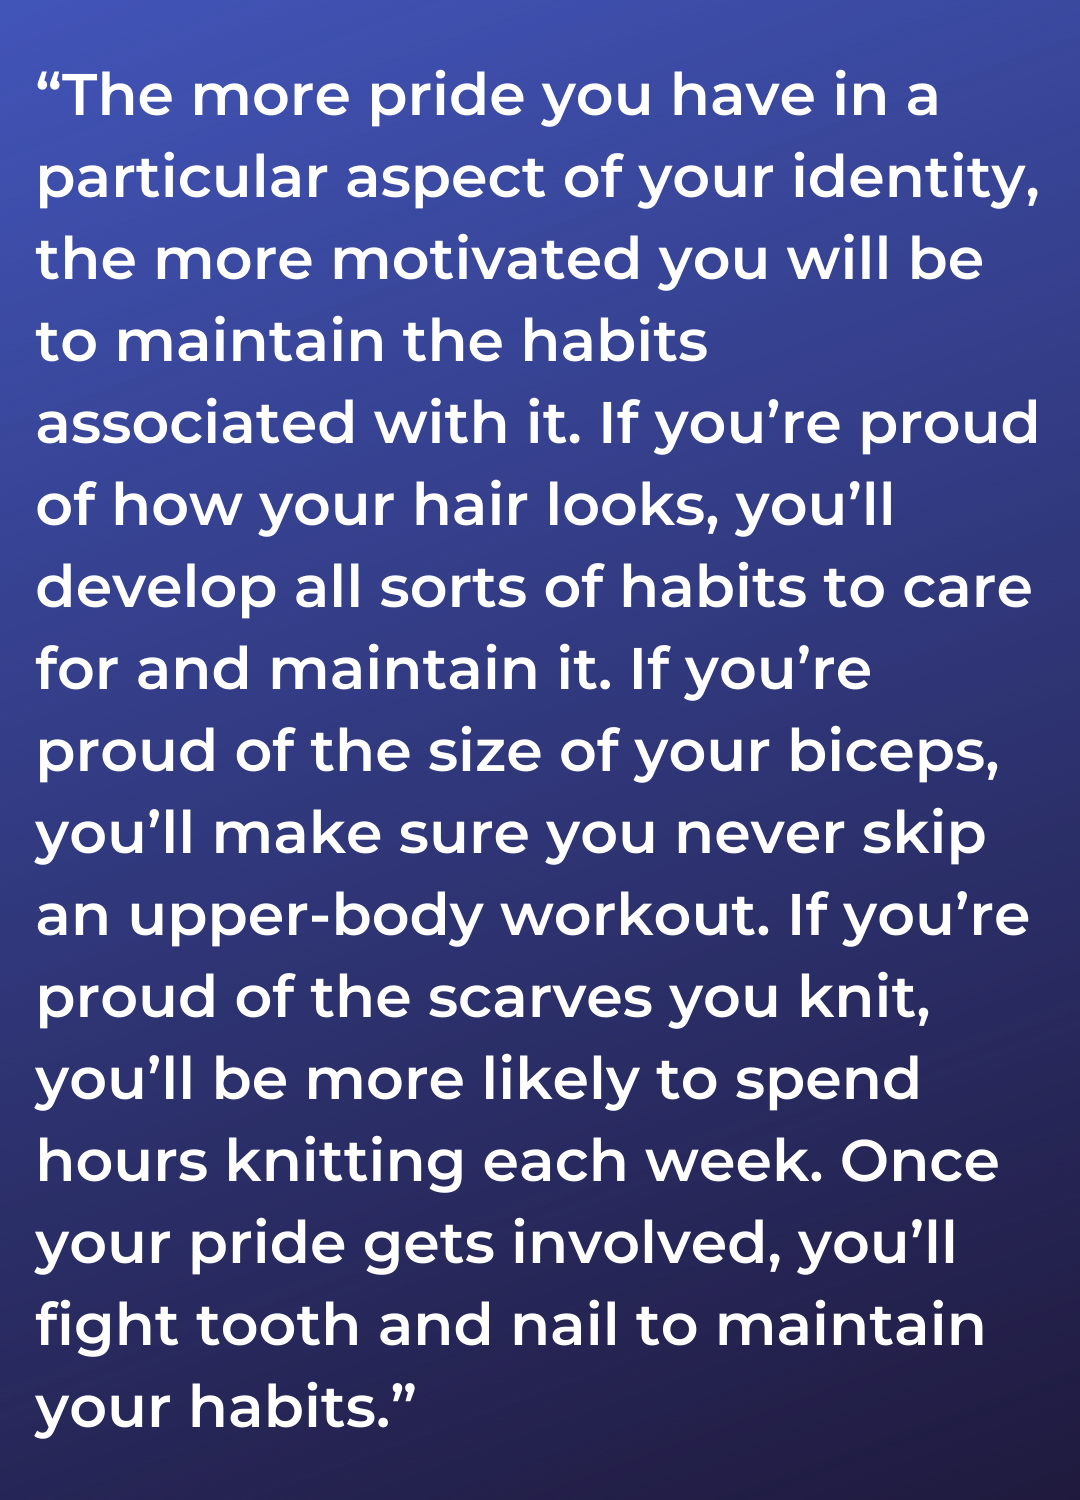 “The more pride you have in a
particular aspect of your identity,
the more motivated you will be
to maintain the habits
associated with it. If you’re proud
of how your hair looks, you’ll
develop all sorts of habits to care
for and maintain it. If you’re
proud of the size of your biceps,
you’ll make sure you never skip
an upper-body workout. If you’re
proud of the scarves you knit,
you’ll be more likely to spend
hours knitting each week. Once
your pride gets involved, you’ll
fight tooth and nail to maintain
your habits.”